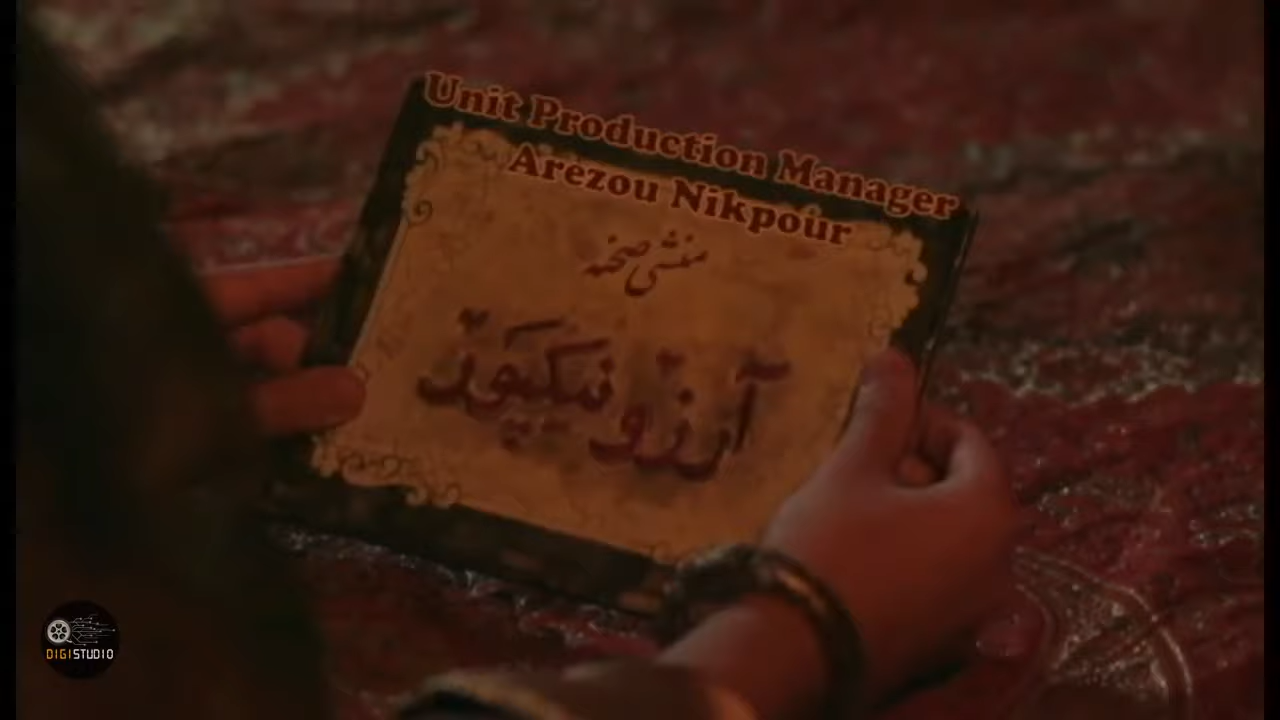 Unit Production Manager
Arezou Nikpour
منشی صحنه
آرزو نیکپور
DIGISTUDIO